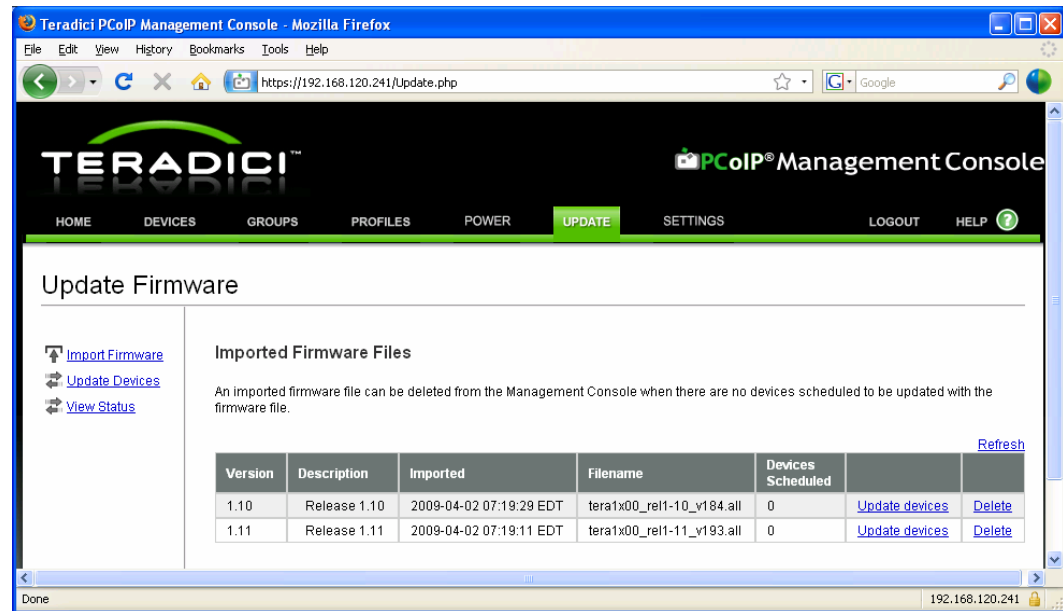 Teradici PCoIP Management Console - Mozilla Firefox
File Edit View History Bookmarks Tools Help
https://192.168.120.241/Update.php
G Google
TERADICI™
PCoIP® Management Console
HOME DEVICES GROUPS PROFILES POWER UPDATE SETTINGS LOGOUT HELP ?
Update Firmware
Import Firmware
Update Devices
View Status
Imported Firmware Files
An imported firmware file can be deleted from the Management Console when there are no devices scheduled to be updated with the
firmware file.
Refresh
Version Description Imported Filename Devices Scheduled
1.10 Release 1.10 2009-04-02 07:19:29 EDT tera1x00_rel1-10_v184.all 0 Update devices Delete
1.11 Release 1.11 2009-04-02 07:19:11 EDT tera1x00_rel1-11_v193.all 0 Update devices Delete
Done 192.168.120.241